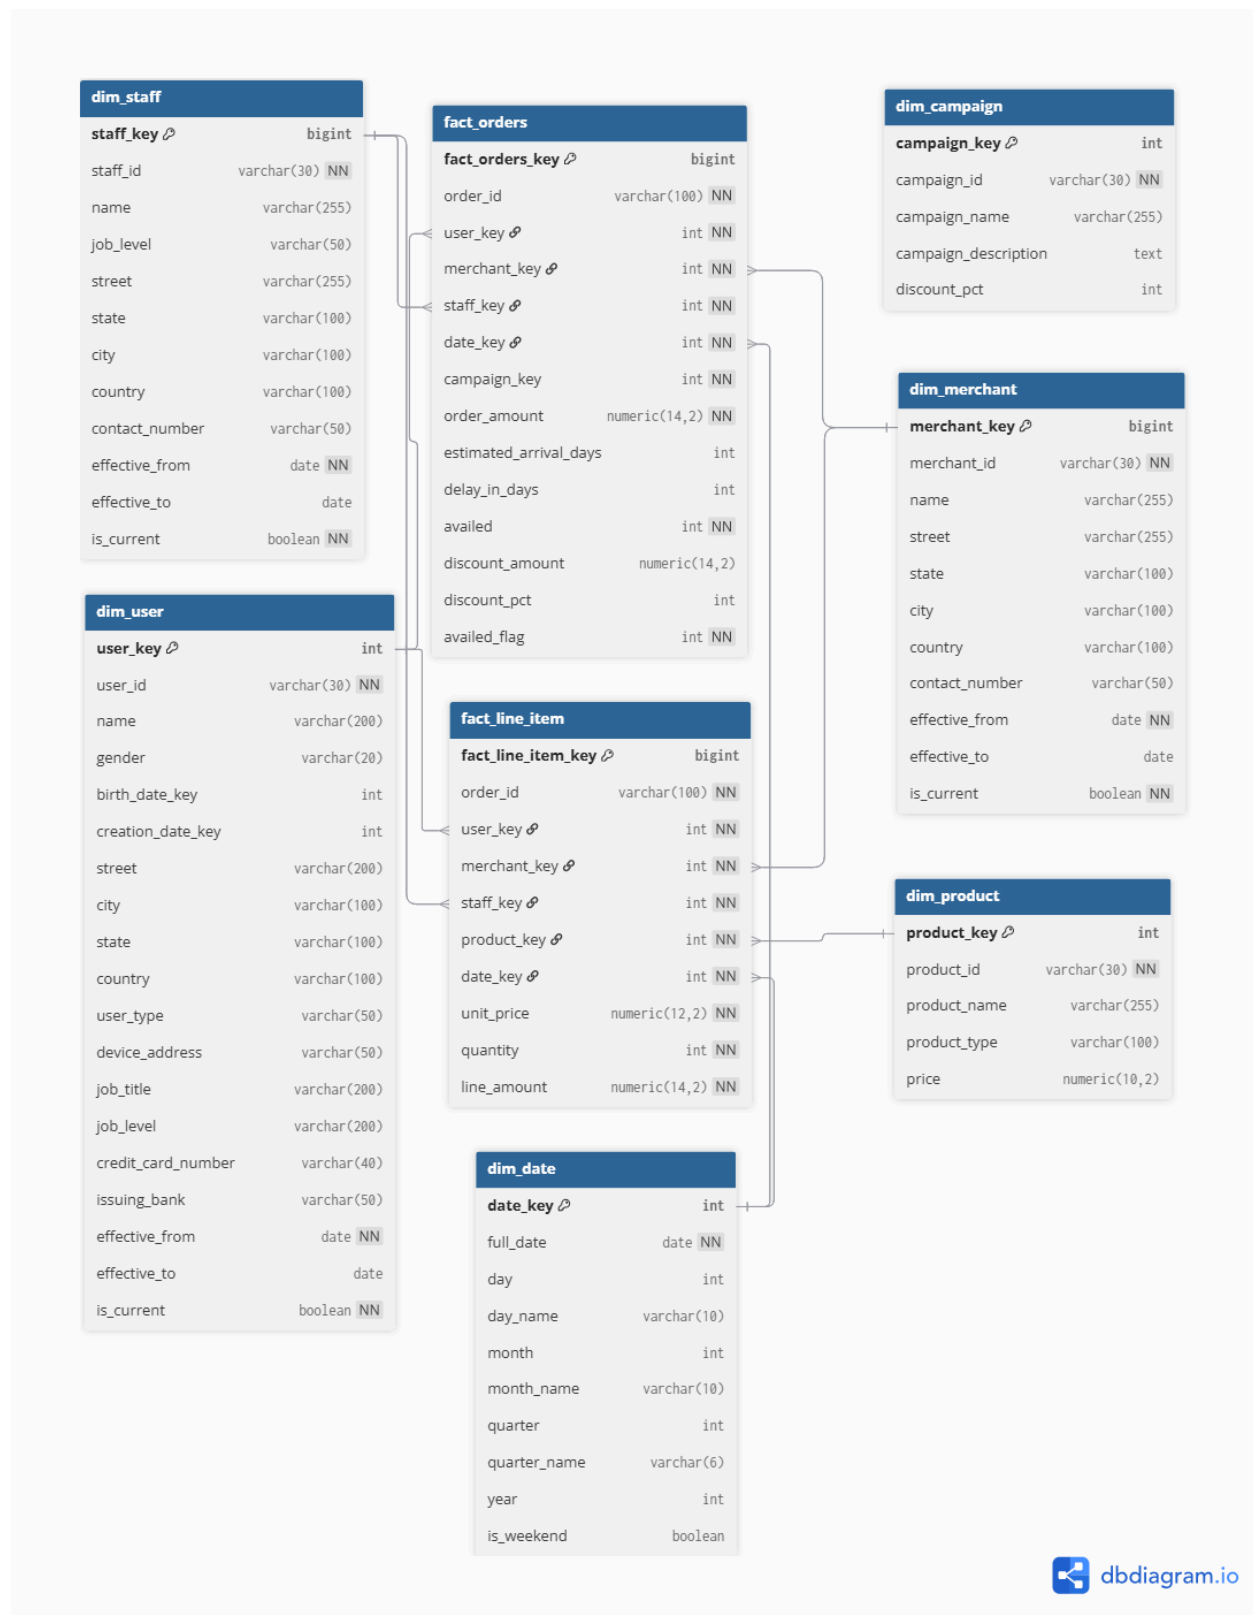 dim_staff
staff_key bigint
staff_id varchar(30) NN
name varchar(255)
job_level varchar(50)
street varchar(255)
state varchar(100)
city varchar(100)
country varchar(100)
contact_number varchar(50)
effective_from date NN
effective_to date
is_current boolean NN
fact_orders
fact_orders_key bigint
order_id varchar(100) NN
user_key int NN
merchant_key int NN
staff_key int NN
date_key int NN
campaign_key int NN
order_amount numeric(14,2) NN
estimated_arrival_days int
delay_in_days int
availed int NN
discount_amount numeric(14,2)
discount_pct int
availed_flag int NN
dim_campaign
campaign_key int
campaign_id varchar(30) NN
campaign_name varchar(255)
campaign_description text
discount_pct int
dim_merchant
merchant_key bigint
merchant_id varchar(30) NN
name varchar(255)
street varchar(255)
state varchar(100)
city varchar(100)
country varchar(100)
contact_number varchar(50)
effective_from date NN
effective_to date
is_current boolean NN
dim_user
user_key int
user_id varchar(30) NN
name varchar(200)
gender varchar(20)
birth_date_key int
creation_date_key int
street varchar(200)
city varchar(100)
state varchar(100)
country varchar(100)
user_type varchar(50)
device_address varchar(50)
job_title varchar(200)
job_level varchar(200)
credit_card_number varchar(40)
issuing_bank varchar(50)
effective_from date NN
effective_to date
is_current boolean NN
fact_line_item
fact_line_item_key bigint
order_id varchar(100) NN
user_key int NN
merchant_key int NN
staff_key int NN
product_key int NN
date_key int NN
unit_price numeric(12,2) NN
quantity int NN
line_amount numeric(14,2) NN
dim_product
product_key int
product_id varchar(30) NN
product_name varchar(255)
product_type varchar(100)
price numeric(10,2)
dim_date
date_key int
full_date date NN
day int
day_name varchar(10)
month int
month_name varchar(10)
quarter int
quarter_name varchar(6)
year int
is_weekend boolean
dbdiagram.io